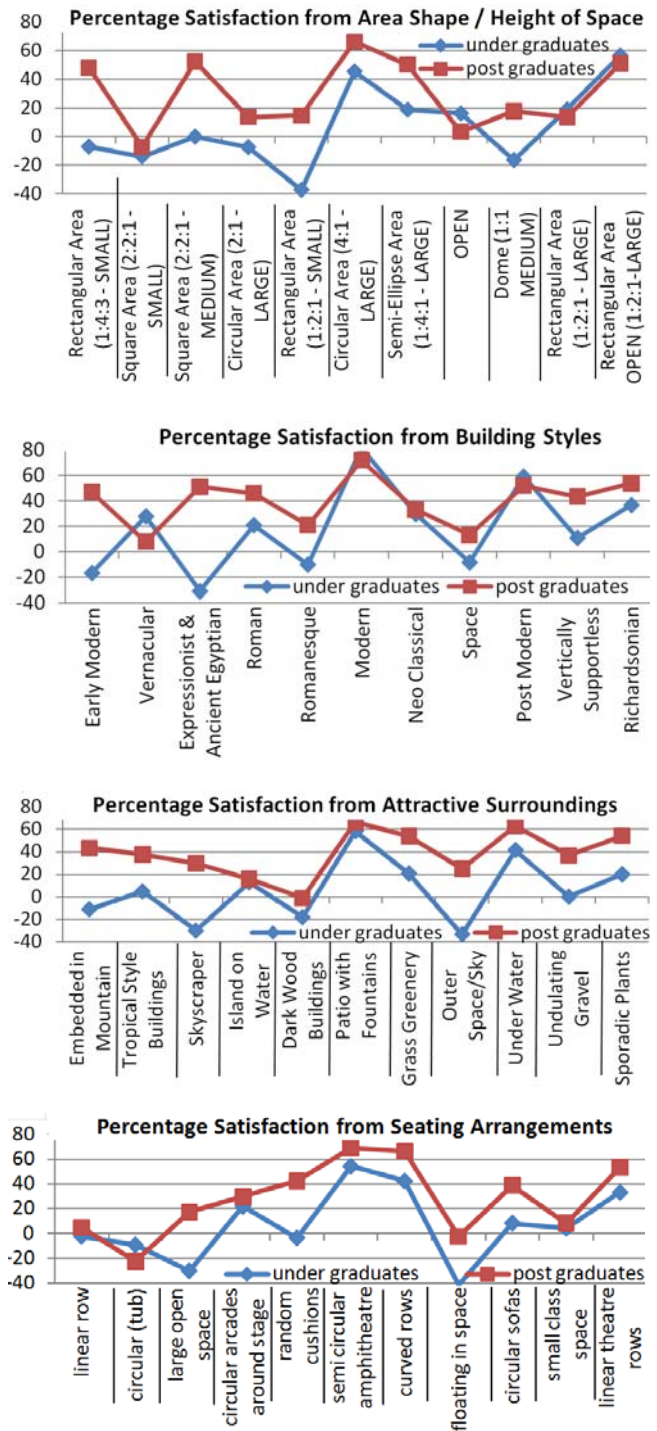 Percentage Satisfaction from Area Shape / Height of Space
under graduates
post graduates
60
40
20
0
-20
-40
Rectangular Area
(1:4:3 - SMALL)
Square Area (2:2:1 -
SMALL)
Square Area (2:2:1 -
MEDIUM)
Circular Area (2:1 -
LARGE)
Rectangular Area
(1:2:1 - SMALL)
Circular Area (4:1 -
LARGE)
Semi-Ellipse Area
(1:4:1 - LARGE)
OPEN
Dome (1:1
MEDIUM)
Rectangular Area
(1:2:1 - LARGE)
Rectangular Area
OPEN (1:2:1-LARGE)
Percentage Satisfaction from Building Styles
80
60
40
20
0
-20
-40
under graduates
post graduates
Early Modern
Vernacular
Expressionist &
Ancient Egyptian
Roman
Romanesque
Modern
Neo Classical
Space
Post Modern
Vertically
Supportless
Richardsonian
Percentage Satisfaction from Attractive Surroundings
80
60
40
20
0
-20
-40
under graduates
post graduates
Embedded in
Mountain
Tropical Style
Buildings
Skyscraper
Island on
Water
Dark Wood
Buildings
Patio with
Fountains
Grass Greenery
Outer
Space/Sky
Under Water
Undulating
Gravel
Sporadic Plants
Percentage Satisfaction from Seating Arrangements
80
60
40
20
0
-20
-40
under graduates
post graduates
linear row
circular (tub)
large open
space
circular arcades
around stage
random
cushions
semi circular
amphitheatre
curved rows
floating in space
circular sofas
small class
space
linear theatre
rows